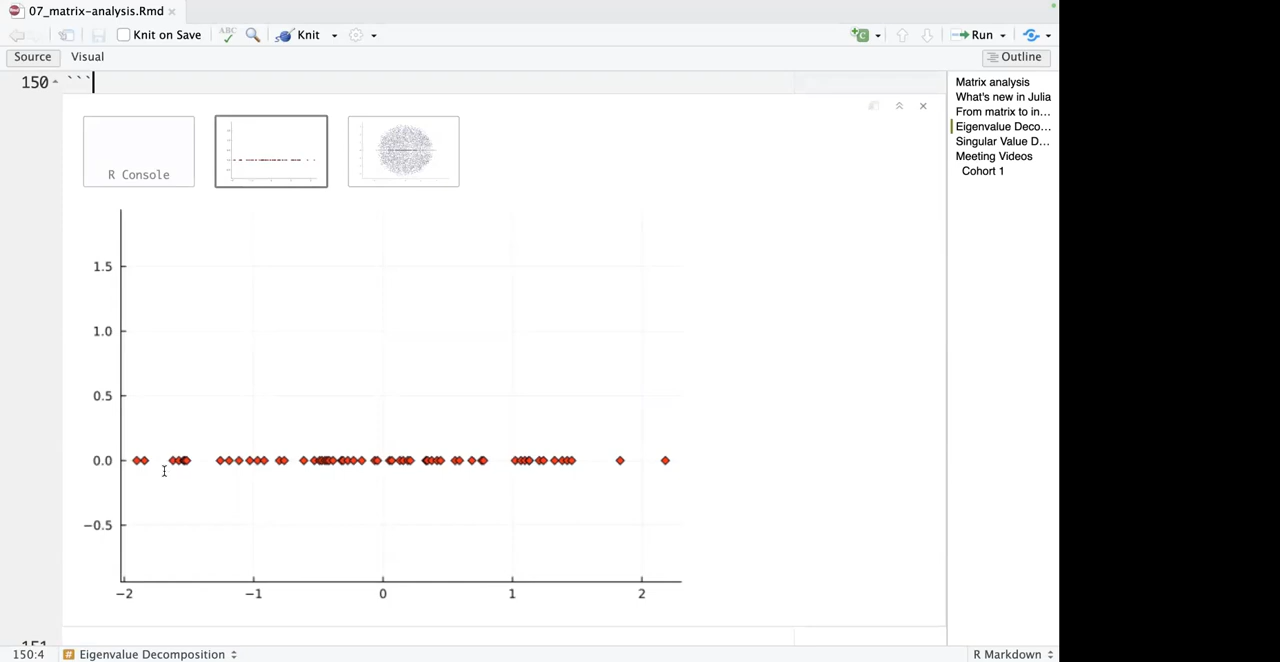 07_matrix-analysis.Rmd
Knit on Save ABC Knit Run
Source Visual Outline
150 ```
R Console
1.5
1.0
0.5
0.0
−0.5
−2 −1 0 1 2
Matrix analysis
What's new in Julia
From matrix to in...
Eigenvalue Deco...
Singular Value D...
Meeting Videos
Cohort 1
150:4 # Eigenvalue Decomposition R Markdown